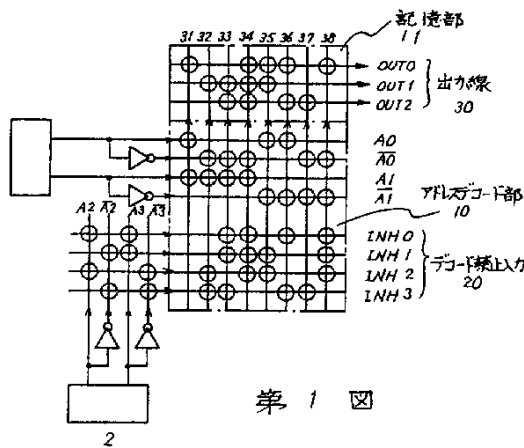 記憶部
11
31 32 33 34 35 36 37 38
OUT0
OUT1
OUT2
出力線
30
A0
A0
A1
A1
アドレスデコード部
10
A2 A2 A3 A3
INH0
INH1
INH2
INH3
デコード禁止入力
20
2
第1図